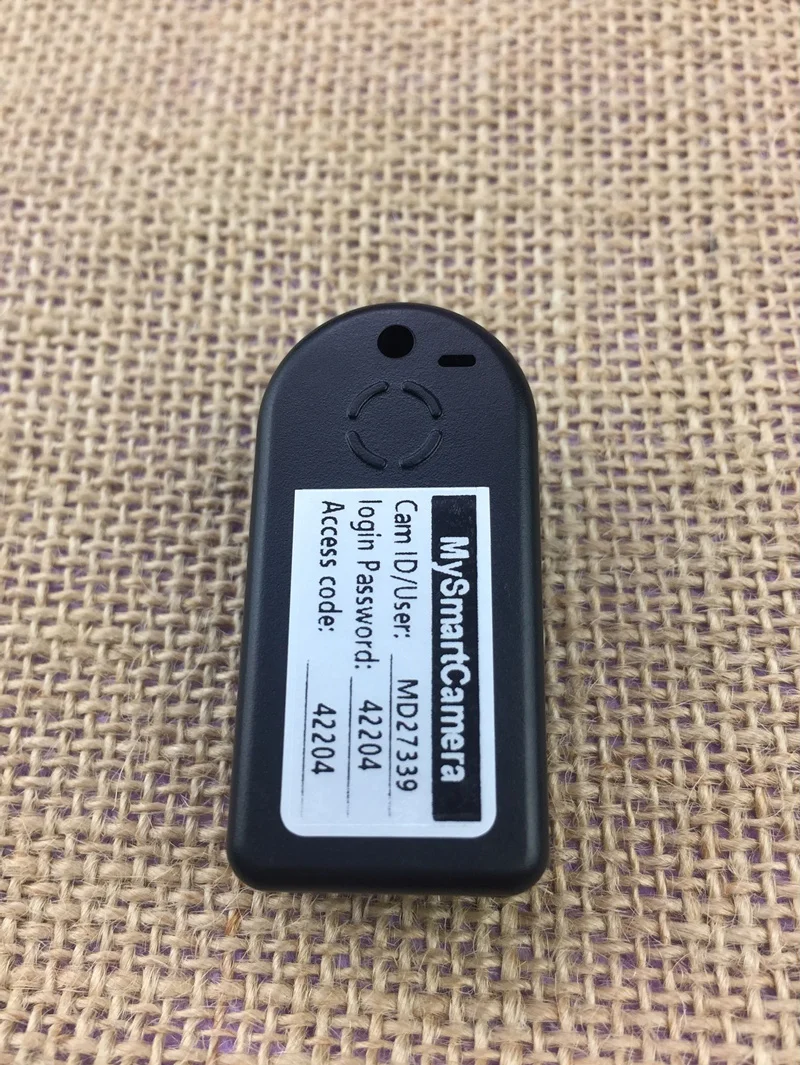 MySmartCamera
Cam ID/User: MD27339
login Password: 42204
Access code: 42204